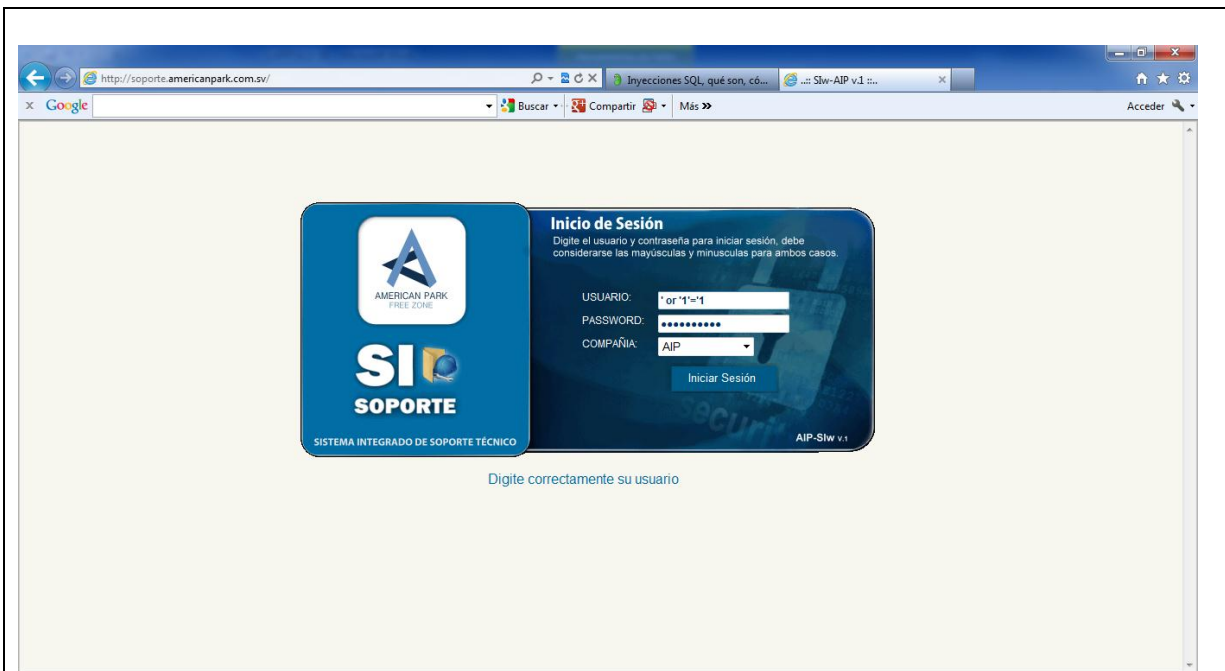 http://soporte.americanpark.com.sv/
Inyecciones SQL, qué son, có...
..:: SIw-AIP v.1 ::..
x Google
Buscar
Compartir
Más »
Acceder
AMERICAN PARK
FREE ZONE
SI
SOPORTE
SISTEMA INTEGRADO DE SOPORTE TÉCNICO
Inicio de Sesión
Digite el usuario y contraseña para iniciar sesión, debe
considerarse las mayúsculas y minusculas para ambos casos.
USUARIO: ' or '1'='1
PASSWORD: ••••••••••
COMPAÑIA: AIP
Iniciar Sesión
securit
AIP-SIw v.1
Digite correctamente su usuario